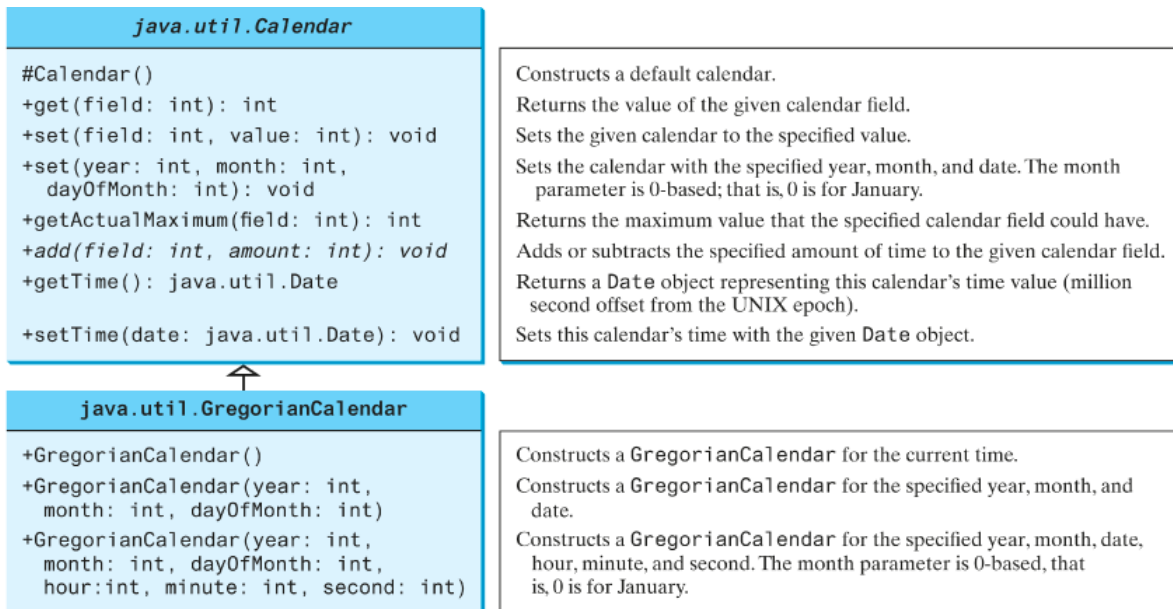 java.util.Calendar
#Calendar()
Constructs a default calendar.
+get(field: int): int
Returns the value of the given calendar field.
+set(field: int, value: int): void
Sets the given calendar to the specified value.
+set(year: int, month: int,
dayOfMonth: int): void
Sets the calendar with the specified year, month, and date. The month
parameter is 0-based; that is, 0 is for January.
+getActualMaximum(field: int): int
Returns the maximum value that the specified calendar field could have.
+add(field: int, amount: int): void
Adds or subtracts the specified amount of time to the given calendar field.
+getTime(): java.util.Date
Returns a Date object representing this calendar's time value (million
second offset from the UNIX epoch).
+setTime(date: java.util.Date): void
Sets this calendar's time with the given Date object.
java.util.GregorianCalendar
+GregorianCalendar()
Constructs a GregorianCalendar for the current time.
+GregorianCalendar(year: int,
month: int, dayOfMonth: int)
Constructs a GregorianCalendar for the specified year, month, and
date.
+GregorianCalendar(year: int,
month: int, dayOfMonth: int,
hour:int, minute: int, second: int)
Constructs a GregorianCalendar for the specified year, month, date,
hour, minute, and second. The month parameter is 0-based, that
is, 0 is for January.